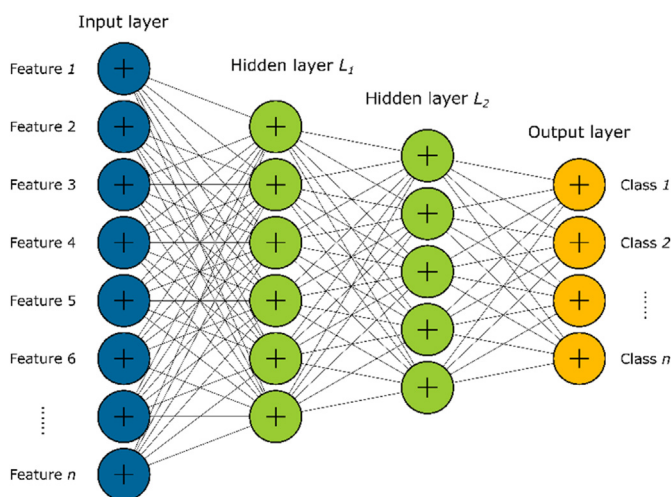 Input layer
Hidden layer L₁
Hidden layer L₂
Output layer
Feature 1
Feature 2
Feature 3
Feature 4
Feature 5
Feature 6
Feature n
Class 1
Class 2
Class n